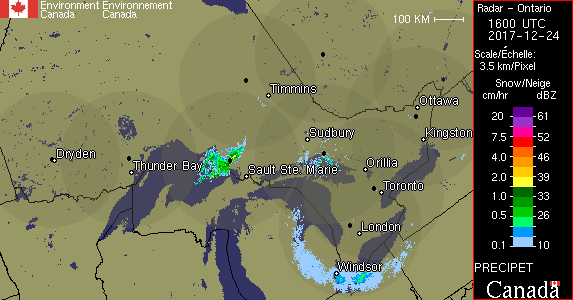 Environment Environnement
Canada Canada
100 KM
Timmins
Ottawa
Sudbury
Kingston
Dryden
Thunder Bay
Sault Ste. Marie
Orillia
Toronto
London
Windsor
Radar - Ontario
1600 UTC
2017-12-24
Scale/Échelle:
3.5 km/Pixel
Snow/Neige
cm/hr dBZ
20 61
7.5 52
4.0 46
2.0 39
1.0 33
0.5 26
0.1 10
PRECIPET
Canada